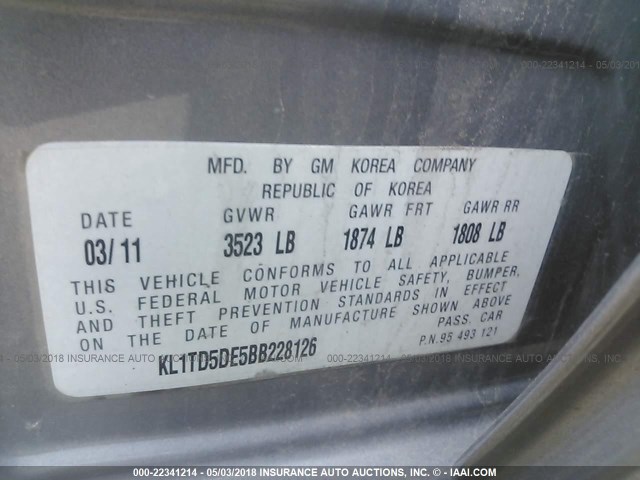 MFD. BY GM KOREA COMPANY
REPUBLIC OF KOREA
DATE GVWR GAWR FRT GAWR RR
03/11 3523 LB 1874 LB 1808 LB
THIS VEHICLE CONFORMS TO ALL APPLICABLE
U.S. FEDERAL MOTOR VEHICLE SAFETY, BUMPER,
AND THEFT PREVENTION STANDARDS IN EFFECT
ON THE DATE OF MANUFACTURE SHOWN ABOVE
PASS. CAR
KL1TD5DE5BB228126
P.N. 95 493 121
000-22341214 - 05/03/2018 INSURANCE AUTO AUCTIONS, INC. - © IAAI.COM